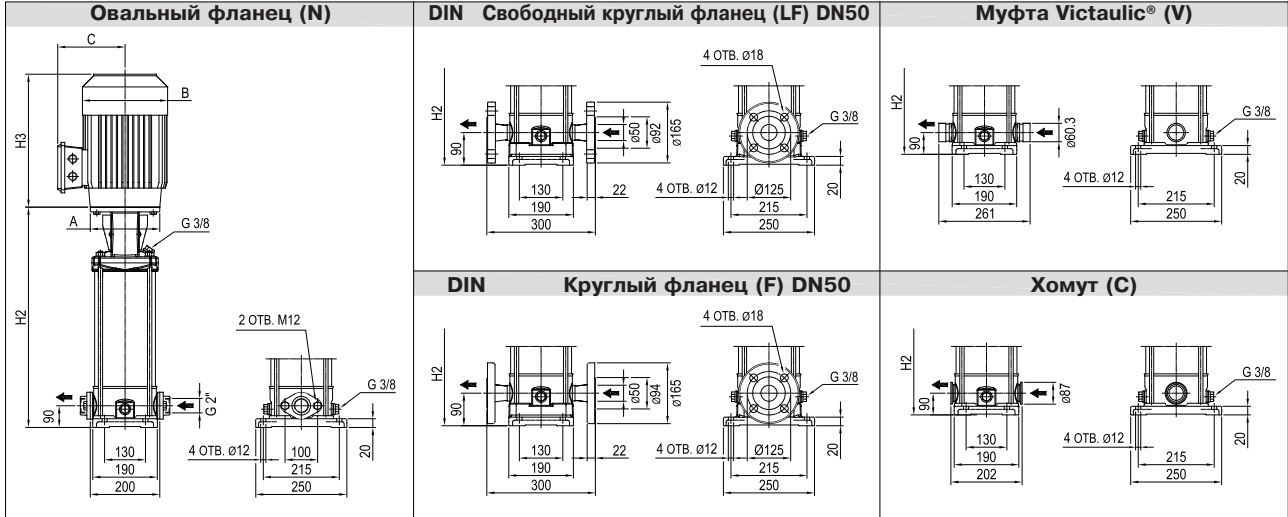 Овальный фланец (N)
C
B
H3
A
G 3/8
H2
2 ОТВ. M12
G 3/8
G 2"
90
20
4 ОТВ. Ø12
130
190
200
100
215
250
DIN Свободный круглый фланец (LF) DN50
4 ОТВ. Ø18
H2
G 3/8
90
ø50
ø92
ø165
20
130
22
190
300
4 ОТВ. Ø12
Ø125
215
250
Муфта Victaulic® (V)
H2
G 3/8
90
ø60.3
20
130
190
261
4 ОТВ. Ø12
215
250
DIN Круглый фланец (F) DN50
4 ОТВ. Ø18
H2
G 3/8
90
ø50
ø94
ø165
20
130
22
190
300
4 ОТВ. Ø12
Ø125
215
250
Хомут (C)
H2
G 3/8
90
ø87
20
130
190
202
4 ОТВ. Ø12
215
250